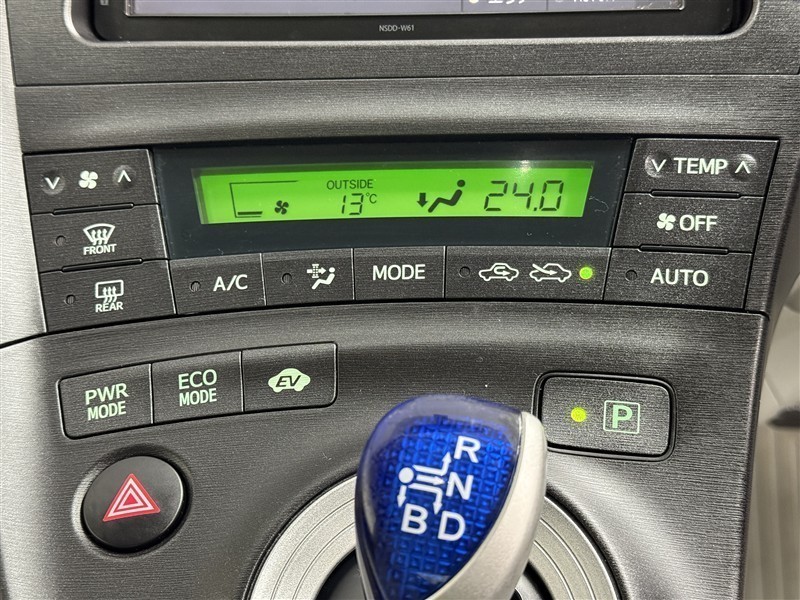 NSDD-W61
TEMP
OUTSIDE
13°C
24.0
FRONT
OFF
REAR
A/C
MODE
AUTO
PWR
MODE
ECO
MODE
EV
P
R
N
B D